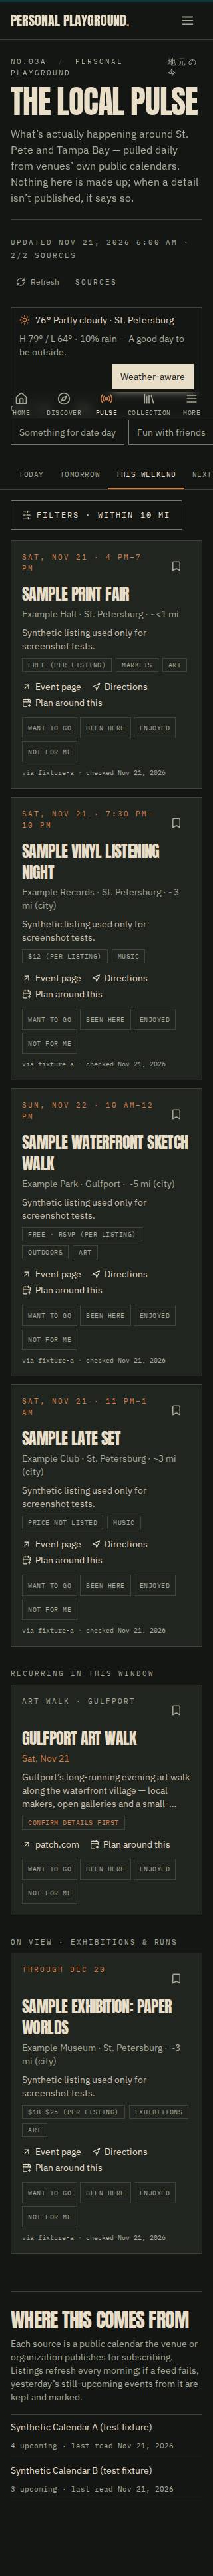 PERSONAL PLAYGROUND.
NO.03A / PERSONAL PLAYGROUND
地元の今
THE LOCAL PULSE
What's actually happening around St.
Pete and Tampa Bay — pulled daily
from venues' own public calendars.
Nothing here is made up; when a detail
isn't published, it says so.
UPDATED NOV 21, 2026 6:00 AM ·
2/2 SOURCES
Refresh SOURCES
76° Partly cloudy · St. Petersburg
H 79° / L 64° · 10% rain — A good day to
be outside.
Weather-aware
HOME DISCOVER PULSE COLLECTION MORE
Something for date day Fun with friends
TODAY TOMORROW THIS WEEKEND NEXT
FILTERS · WITHIN 10 MI
SAT, NOV 21 · 4 PM–7
PM
SAMPLE PRINT FAIR
Example Hall · St. Petersburg · ~<1 mi
Synthetic listing used only for
screenshot tests.
FREE (PER LISTING) MARKETS ART
Event page Directions
Plan around this
WANT TO GO BEEN HERE ENJOYED
NOT FOR ME
via fixture-a · checked Nov 21, 2026
SAT, NOV 21 · 7:30 PM–
10 PM
SAMPLE VINYL LISTENING
NIGHT
Example Records · St. Petersburg · ~3
mi (city)
Synthetic listing used only for
screenshot tests.
$12 (PER LISTING) MUSIC
Event page Directions
Plan around this
WANT TO GO BEEN HERE ENJOYED
NOT FOR ME
via fixture-a · checked Nov 21, 2026
SUN, NOV 22 · 10 AM–12
PM
SAMPLE WATERFRONT SKETCH
WALK
Example Park · Gulfport · ~5 mi (city)
Synthetic listing used only for
screenshot tests.
FREE · RSVP (PER LISTING)
OUTDOORS ART
Event page Directions
Plan around this
WANT TO GO BEEN HERE ENJOYED
NOT FOR ME
via fixture-a · checked Nov 21, 2026
SAT, NOV 21 · 11 PM–1
AM
SAMPLE LATE SET
Example Club · St. Petersburg · ~3 mi
(city)
Synthetic listing used only for
screenshot tests.
PRICE NOT LISTED MUSIC
Event page Directions
Plan around this
WANT TO GO BEEN HERE ENJOYED
NOT FOR ME
via fixture-a · checked Nov 21, 2026
RECURRING IN THIS WINDOW
ART WALK · GULFPORT
GULFPORT ART WALK
Sat, Nov 21
Gulfport's long-running evening art walk
along the waterfront village — local
makers, open galleries and a small-…
CONFIRM DETAILS FIRST
patch.com Plan around this
WANT TO GO BEEN HERE ENJOYED
NOT FOR ME
ON VIEW · EXHIBITIONS & RUNS
THROUGH DEC 20
SAMPLE EXHIBITION: PAPER
WORLDS
Example Museum · St. Petersburg · ~3
mi (city)
Synthetic listing used only for
screenshot tests.
$18–$25 (PER LISTING) EXHIBITIONS
ART
Event page Directions
Plan around this
WANT TO GO BEEN HERE ENJOYED
NOT FOR ME
via fixture-a · checked Nov 21, 2026
WHERE THIS COMES FROM
Each source is a public calendar the venue or
organization publishes for subscribing.
Listings refresh every morning; if a feed fails,
yesterday's still-upcoming events from it are
kept and marked.
Synthetic Calendar A (test fixture)
4 upcoming · last read Nov 21, 2026
Synthetic Calendar B (test fixture)
3 upcoming · last read Nov 21, 2026